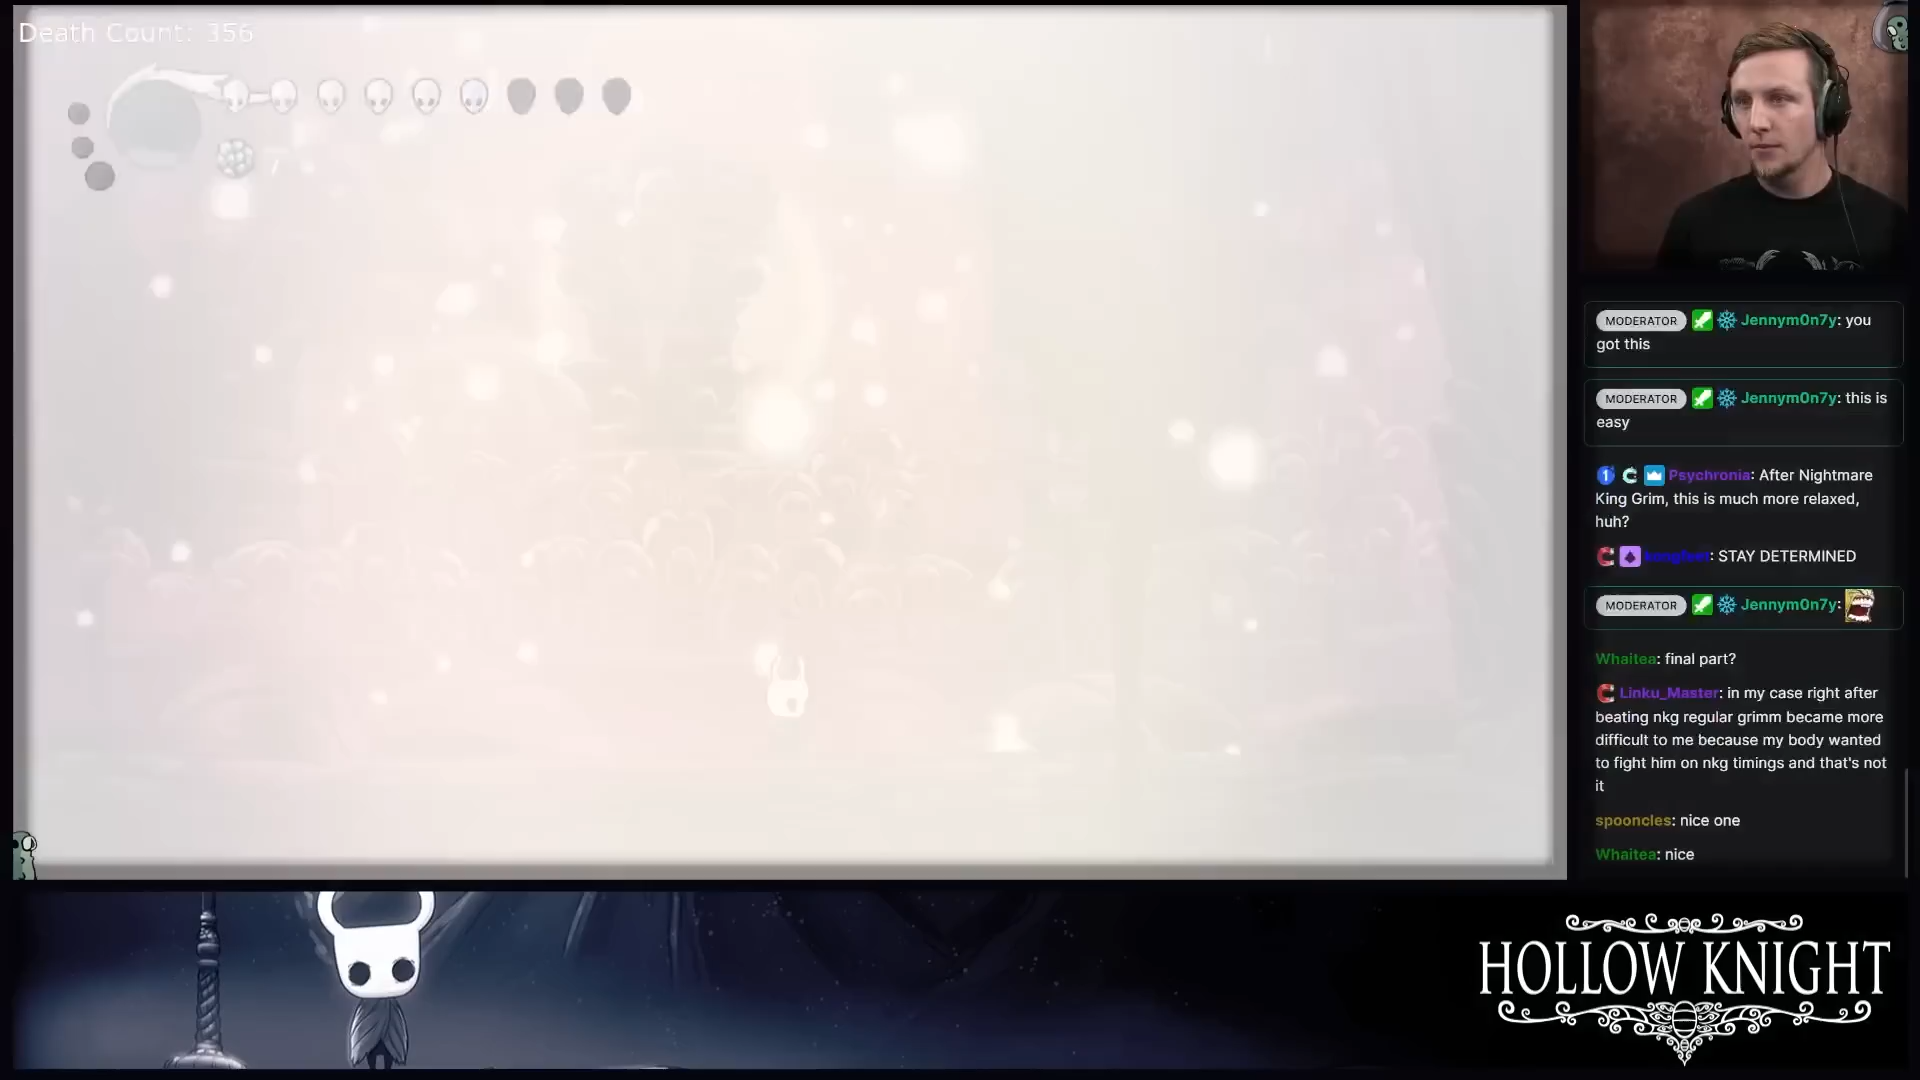 Death Count: 356
MODERATOR Jennym0n7y: you
got this
MODERATOR Jennym0n7y: this is
easy
Psychronia: After Nightmare
King Grim, this is much more relaxed,
huh?
: STAY DETERMINED
MODERATOR Jennym0n7y:
Whaitea: final part?
Linku_Master: in my case right after
beating nkg regular grimm became more
difficult to me because my body wanted
to fight him on nkg timings and that's not
it
spooncles: nice one
Whaitea: nice
HOLLOW KNIGHT